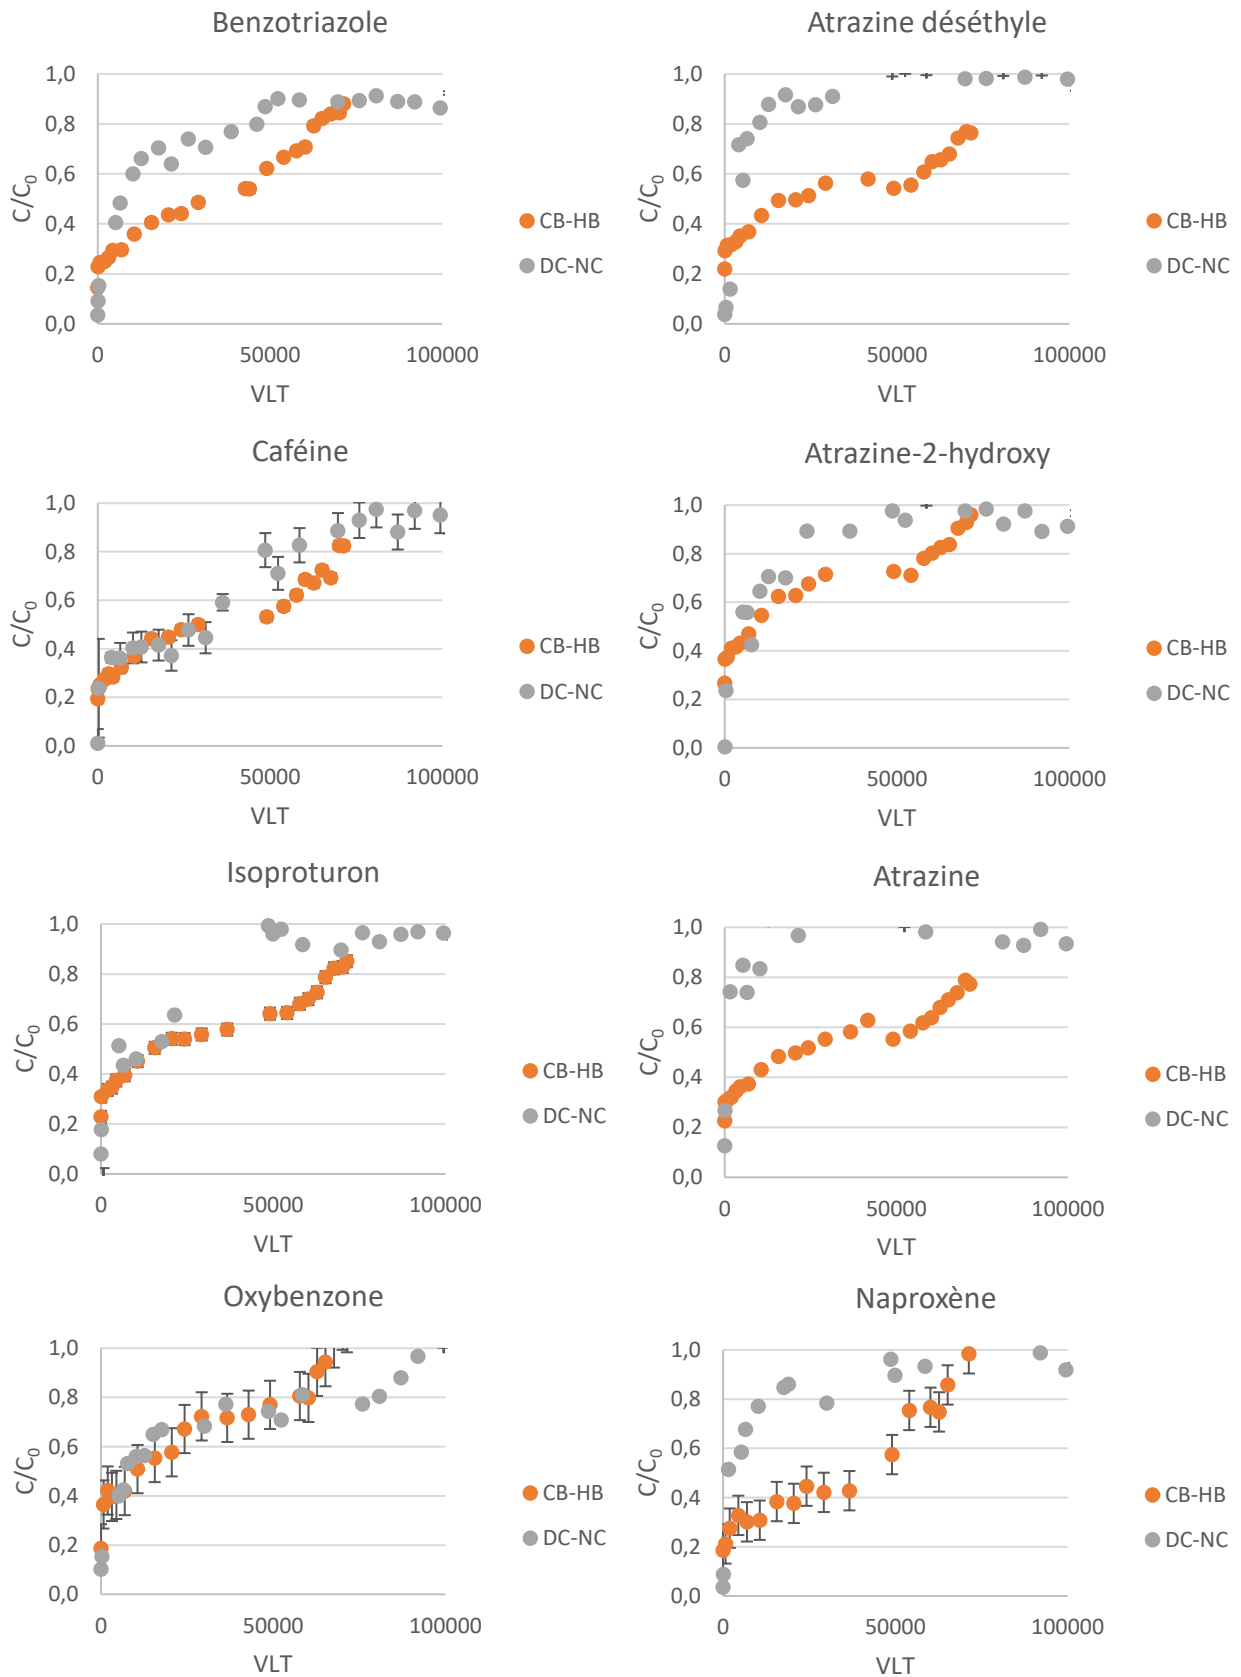 Benzotriazole
1,0
0,8
0,6
0,4
0,2
0,0
C/C₀
0
50000
100000
VLT
CB-HB
DC-NC
Atrazine déséthyle
1,0
0,8
0,6
0,4
0,2
0,0
C/C₀
0
50000
100000
VLT
CB-HB
DC-NC
Caféine
1,0
0,8
0,6
0,4
0,2
0,0
C/C₀
0
50000
100000
VLT
CB-HB
DC-NC
Atrazine-2-hydroxy
1,0
0,8
0,6
0,4
0,2
0,0
C/C₀
0
50000
100000
VLT
CB-HB
DC-NC
Isoproturon
1,0
0,8
0,6
0,4
0,2
0,0
C/C₀
0
50000
100000
VLT
CB-HB
DC-NC
Atrazine
1,0
0,8
0,6
0,4
0,2
0,0
C/C₀
0
50000
100000
VLT
CB-HB
DC-NC
Oxybenzone
1,0
0,8
0,6
0,4
0,2
0,0
C/C₀
0
50000
100000
VLT
CB-HB
DC-NC
Naproxène
1,0
0,8
0,6
0,4
0,2
0,0
C/C₀
0
50000
100000
VLT
CB-HB
DC-NC